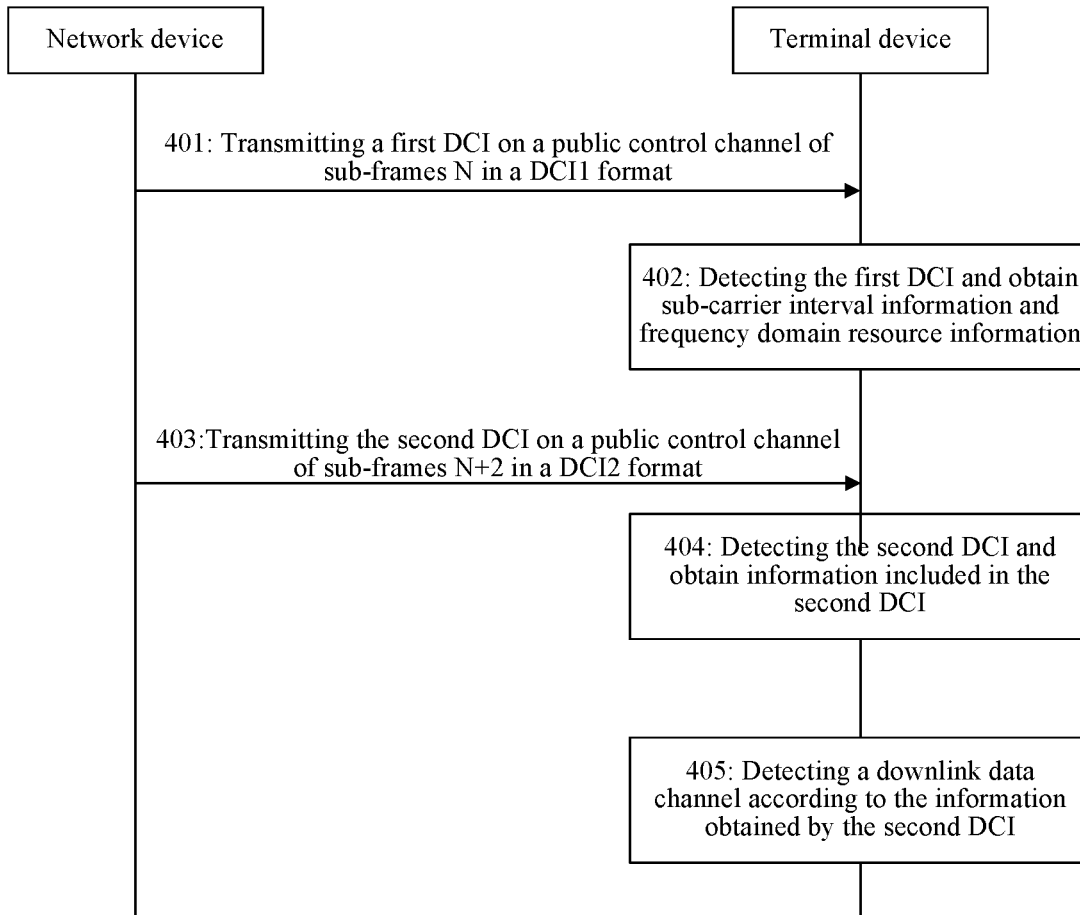 Network device
Terminal device
401: Transmitting a first DCI on a public control channel of
sub-frames N in a DCI1 format
402: Detecting the first DCI and obtain
sub-carrier interval information and
frequency domain resource information
403:Transmitting the second DCI on a public control channel
of sub-frames N+2 in a DCI2 format
404: Detecting the second DCI and
obtain information included in the
second DCI
405: Detecting a downlink data
channel according to the information
obtained by the second DCI